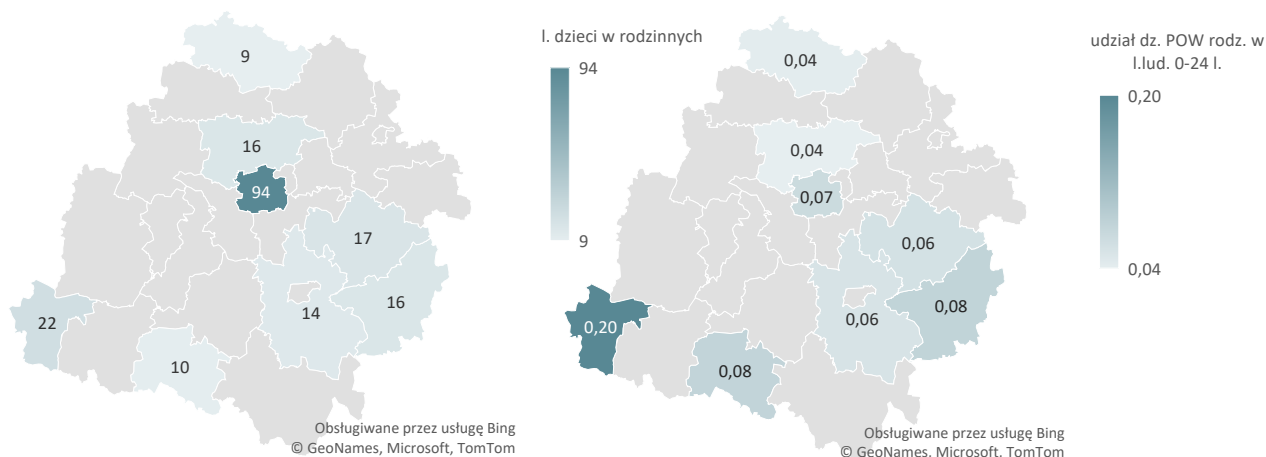 l. dzieci w rodzinnych
94
9
9
16
94
17
16
14
22
10
Obsługiwane przez usługę Bing
© GeoNames, Microsoft, TomTom
udział dz. POW rodz. w
l.lud. 0-24 l.
0,20
0,04
0,04
0,04
0,07
0,06
0,08
0,06
0,20
0,08
Obsługiwane przez usługę Bing
© GeoNames, Microsoft, TomTom